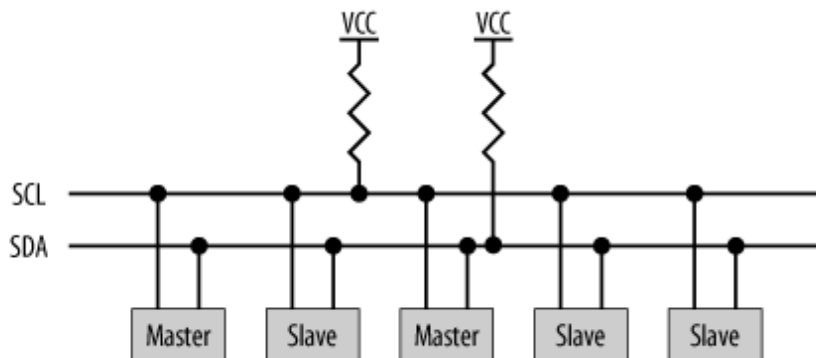 VCC VCC
SCL
SDA
Master Slave Master Slave Slave